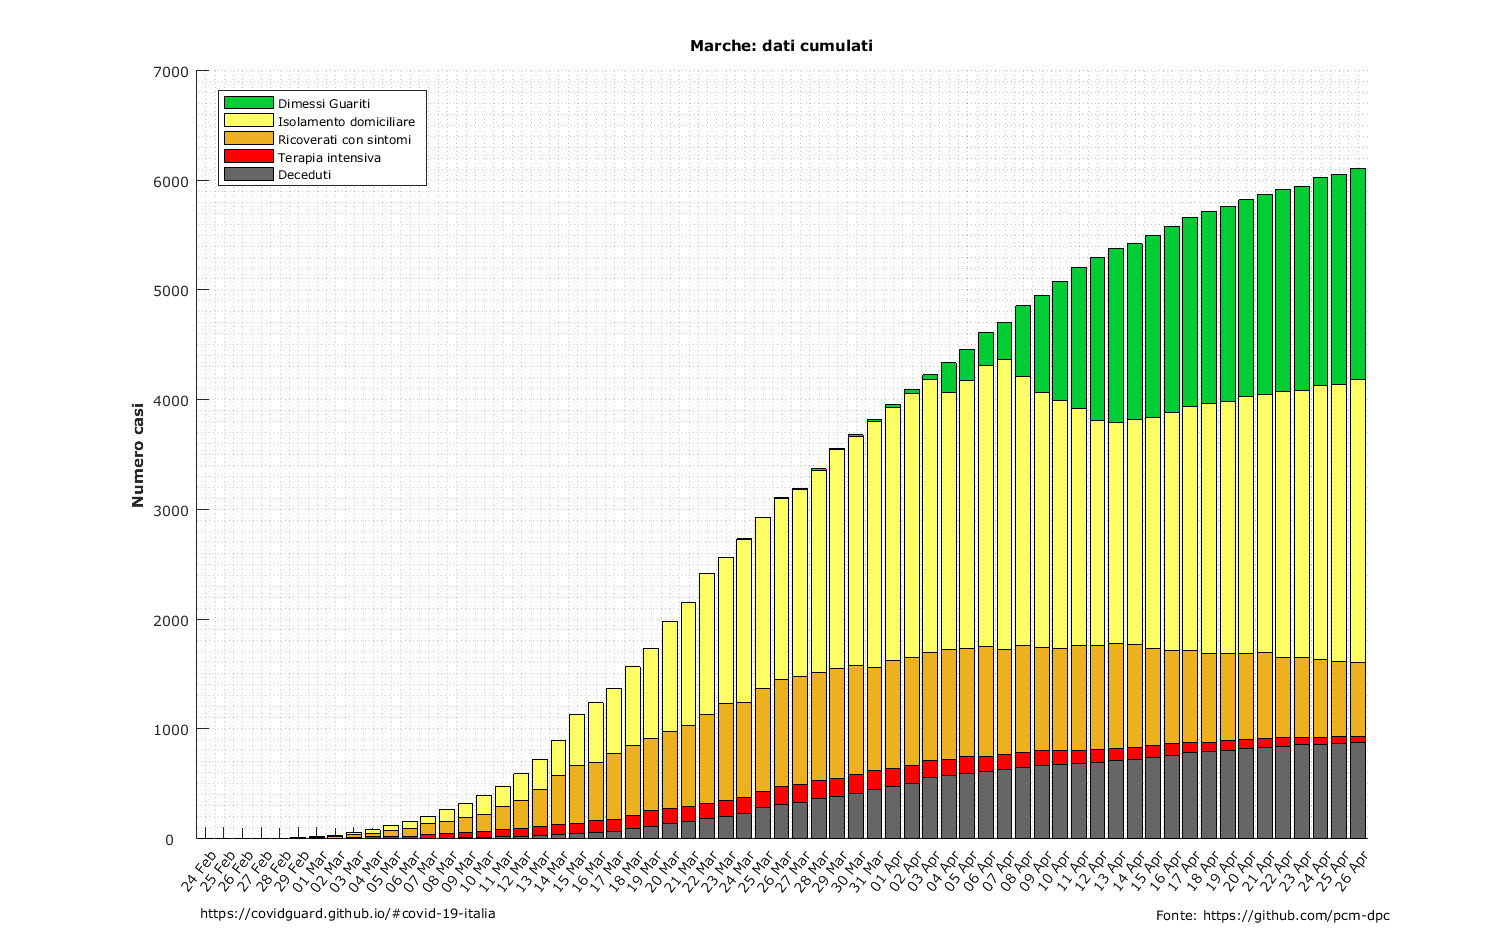 Marche: dati cumulati
Numero casi
7000
6000
5000
4000
3000
2000
1000
0
Dimessi Guariti
Isolamento domiciliare
Ricoverati con sintomi
Terapia intensiva
Deceduti
24 Feb
25 Feb
26 Feb
27 Feb
28 Feb
29 Feb
01 Mar
02 Mar
03 Mar
04 Mar
05 Mar
06 Mar
07 Mar
08 Mar
09 Mar
10 Mar
11 Mar
12 Mar
13 Mar
14 Mar
15 Mar
16 Mar
17 Mar
18 Mar
19 Mar
20 Mar
21 Mar
22 Mar
23 Mar
24 Mar
25 Mar
26 Mar
27 Mar
28 Mar
29 Mar
30 Mar
31 Mar
01 Apr
02 Apr
03 Apr
04 Apr
05 Apr
06 Apr
07 Apr
08 Apr
09 Apr
10 Apr
11 Apr
12 Apr
13 Apr
14 Apr
15 Apr
16 Apr
17 Apr
18 Apr
19 Apr
20 Apr
21 Apr
22 Apr
23 Apr
24 Apr
25 Apr
26 Apr
https://covidguard.github.io/#covid-19-italia
Fonte: https://github.com/pcm-dpc